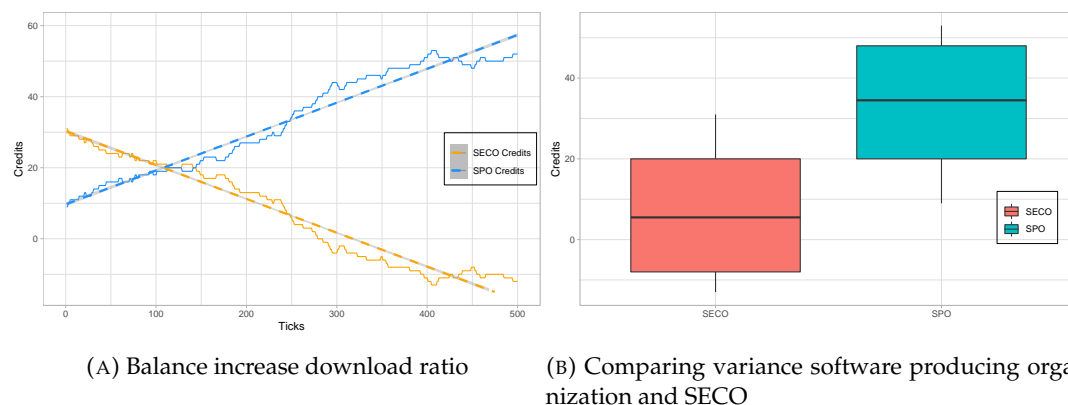 60
40
20
0
Credits
0
100
200
300
400
500
Ticks
SECO Credits
SPO Credits
40
20
0
Credits
SECO
SPO
SECO
SPO
(A) Balance increase download ratio
(B) Comparing variance software producing orga-
nization and SECO